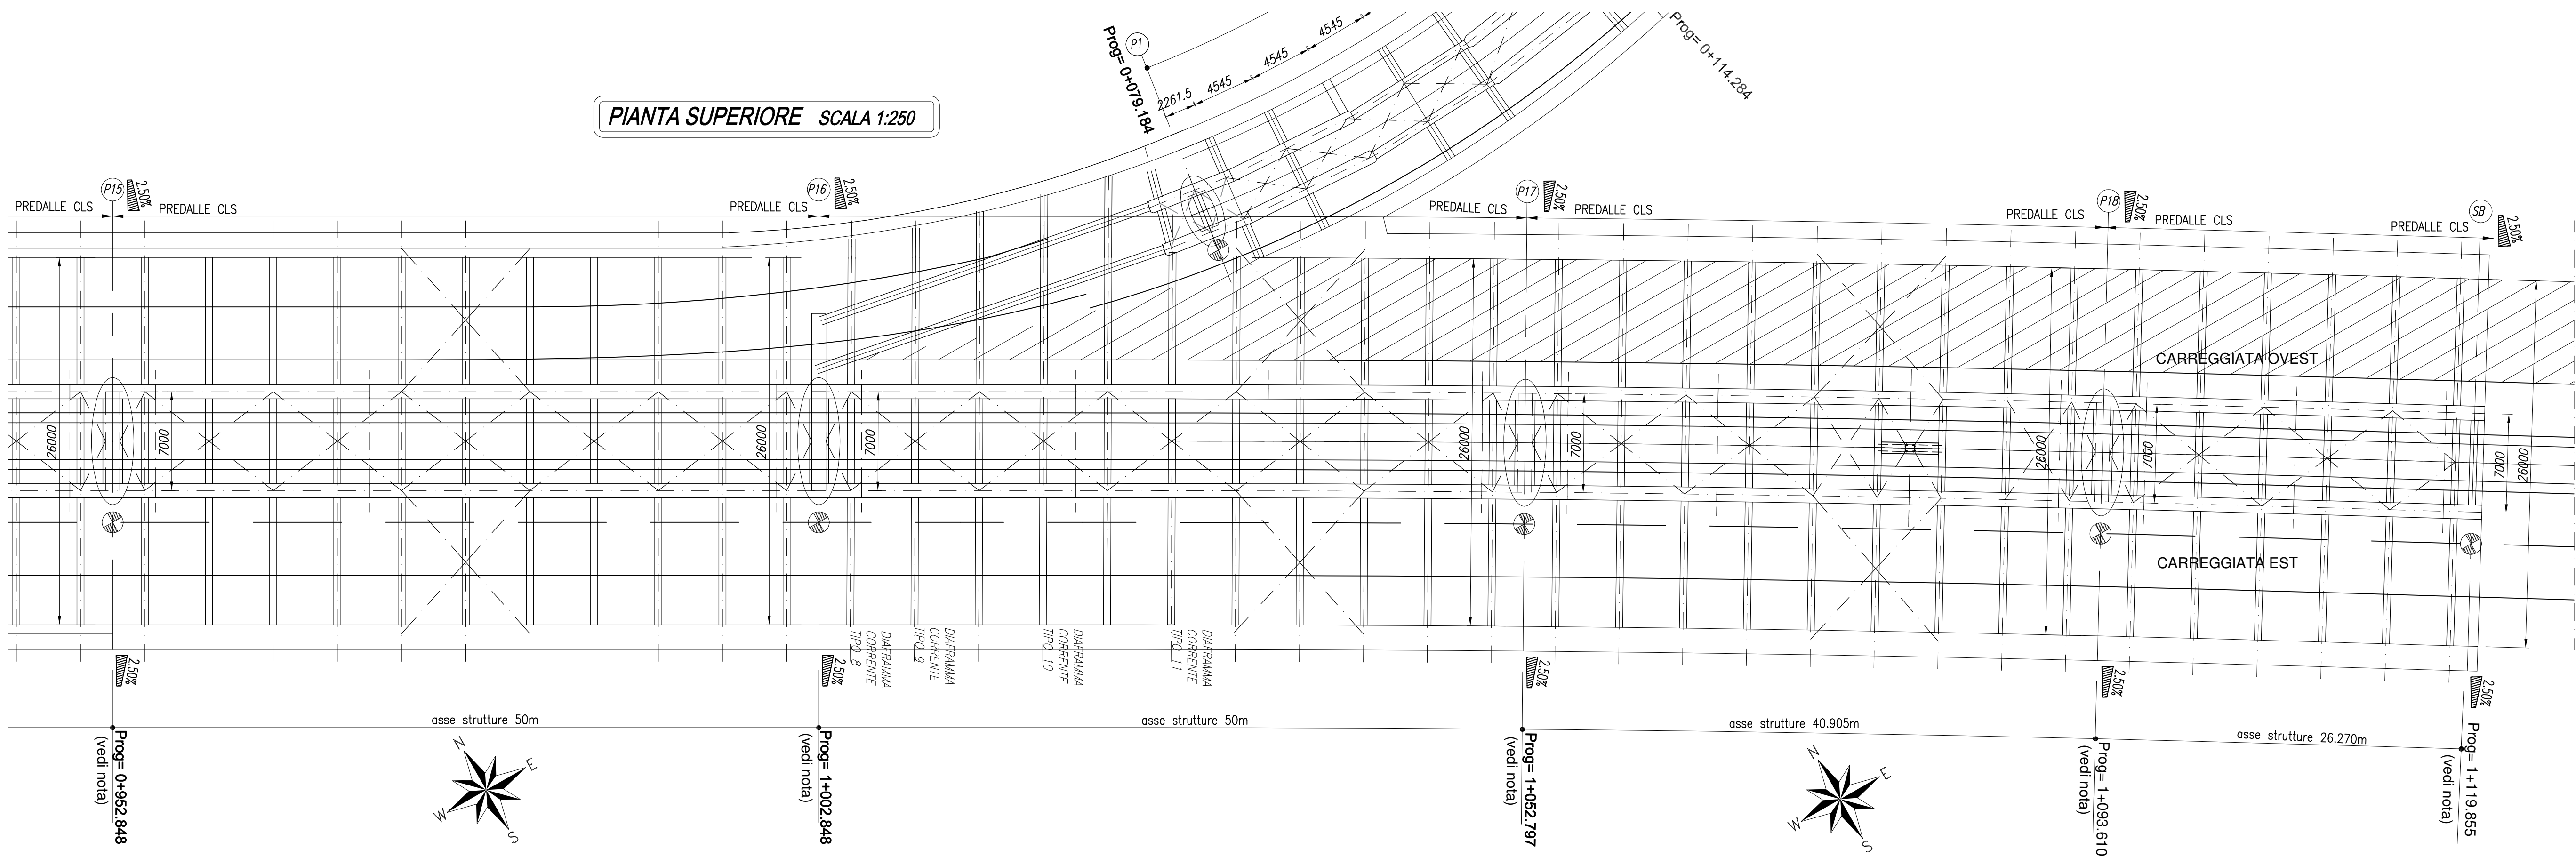 PIANTA SUPERIORE SCALA 1:250
P1
Prog= 0+079.184
2261.5
4545
4545
4545
Prog= 0+114.284
P15
2.50%
PREDALLE CLS
PREDALLE CLS
P16
2.50%
PREDALLE CLS
P17
2.50%
PREDALLE CLS
PREDALLE CLS
P18
2.50%
PREDALLE CLS
PREDALLE CLS
SB
2.50%
PREDALLE CLS
CARREGGIATA OVEST
26000
7000
26000
7000
26000
7000
26000
7000
7000
26000
CARREGGIATA EST
DIAFRAMMA
CORRENTE
TIPO 8
DIAFRAMMA
CORRENTE
TIPO 9
DIAFRAMMA
CORRENTE
TIPO 10
DIAFRAMMA
CORRENTE
TIPO 11
2.50%
2.50%
2.50%
2.50%
2.50%
asse strutture 50m
asse strutture 50m
asse strutture 40.905m
asse strutture 26.270m
Prog= 0+952.848
(vedi nota)
Prog= 1+002.848
(vedi nota)
Prog= 1+052.797
(vedi nota)
Prog= 1+093.610
(vedi nota)
Prog= 1+119.855
(vedi nota)
N
E
W
S
N
E
W
S